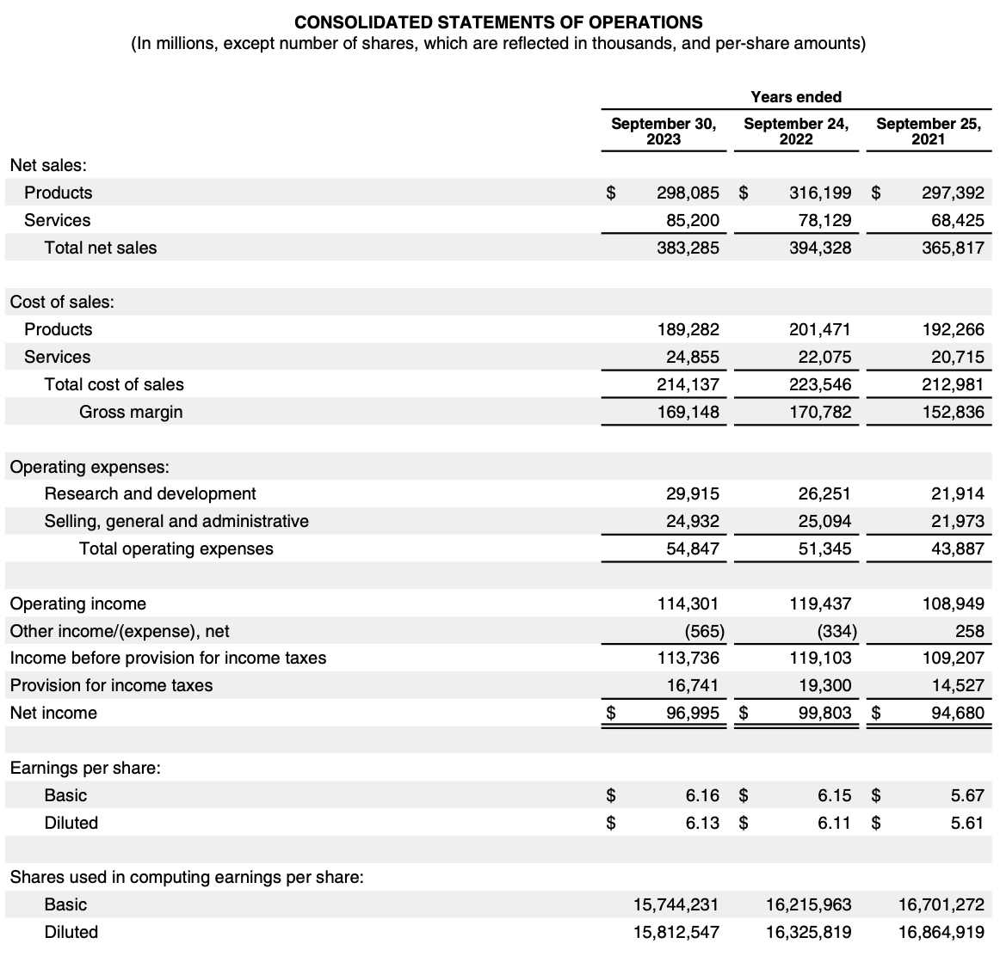 CONSOLIDATED STATEMENTS OF OPERATIONS
(In millions, except number of shares, which are reflected in thousands, and per-share amounts)
Years ended
September 30, 2023 September 24, 2022 September 25, 2021
Net sales:
Products $ 298,085 $ 316,199 $ 297,392
Services 85,200 78,129 68,425
Total net sales 383,285 394,328 365,817
Cost of sales:
Products 189,282 201,471 192,266
Services 24,855 22,075 20,715
Total cost of sales 214,137 223,546 212,981
Gross margin 169,148 170,782 152,836
Operating expenses:
Research and development 29,915 26,251 21,914
Selling, general and administrative 24,932 25,094 21,973
Total operating expenses 54,847 51,345 43,887
Operating income 114,301 119,437 108,949
Other income/(expense), net (565) (334) 258
Income before provision for income taxes 113,736 119,103 109,207
Provision for income taxes 16,741 19,300 14,527
Net income $ 96,995 $ 99,803 $ 94,680
Earnings per share:
Basic $ 6.16 $ 6.15 $ 5.67
Diluted $ 6.13 $ 6.11 $ 5.61
Shares used in computing earnings per share:
Basic 15,744,231 16,215,963 16,701,272
Diluted 15,812,547 16,325,819 16,864,919